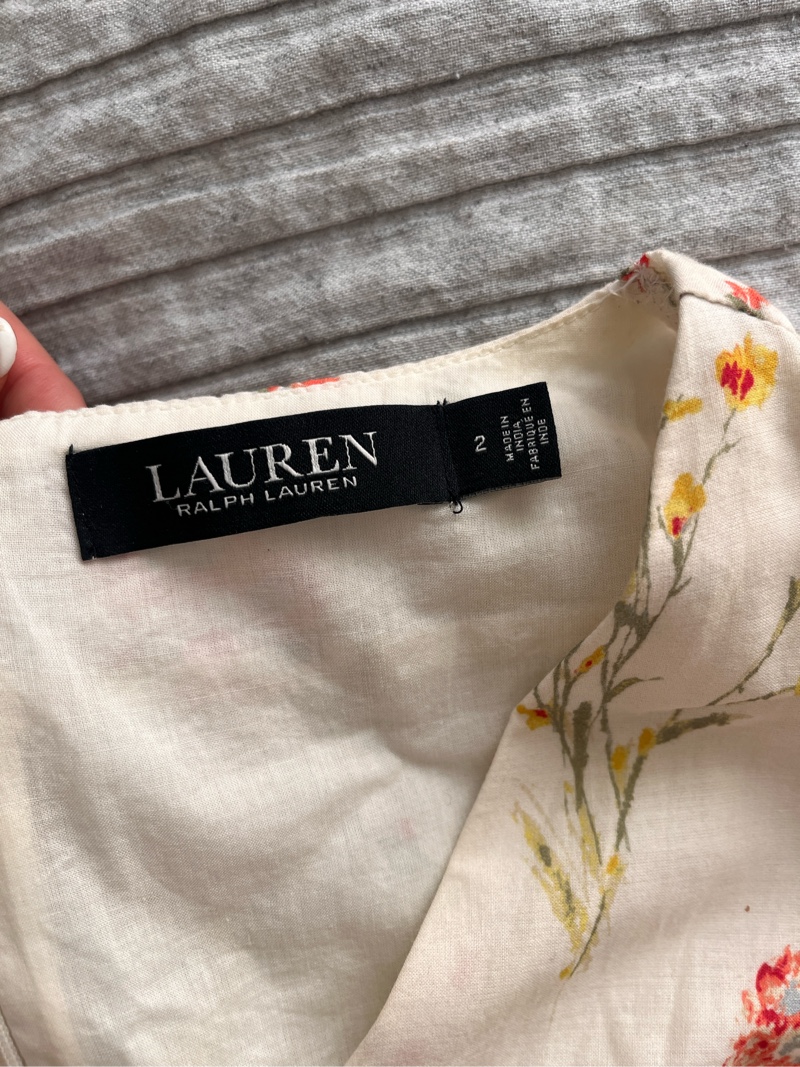 LAUREN
RALPH LAUREN
2
MADE IN
INDIA
FABRIQUE EN
INDE